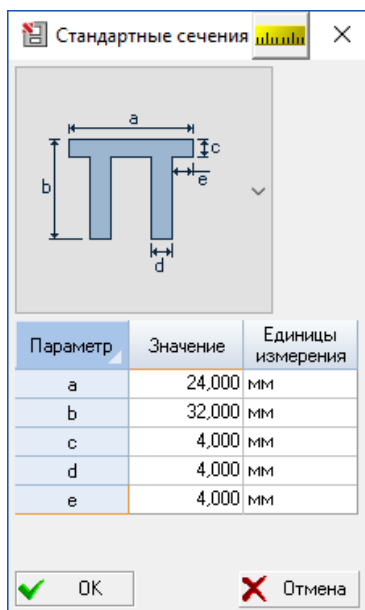 Стандартные сечения
a
c
b
e
d
Параметр Значение Единицы
измерения
a 24,000 мм
b 32,000 мм
c 4,000 мм
d 4,000 мм
e 4,000 мм
OK Отмена